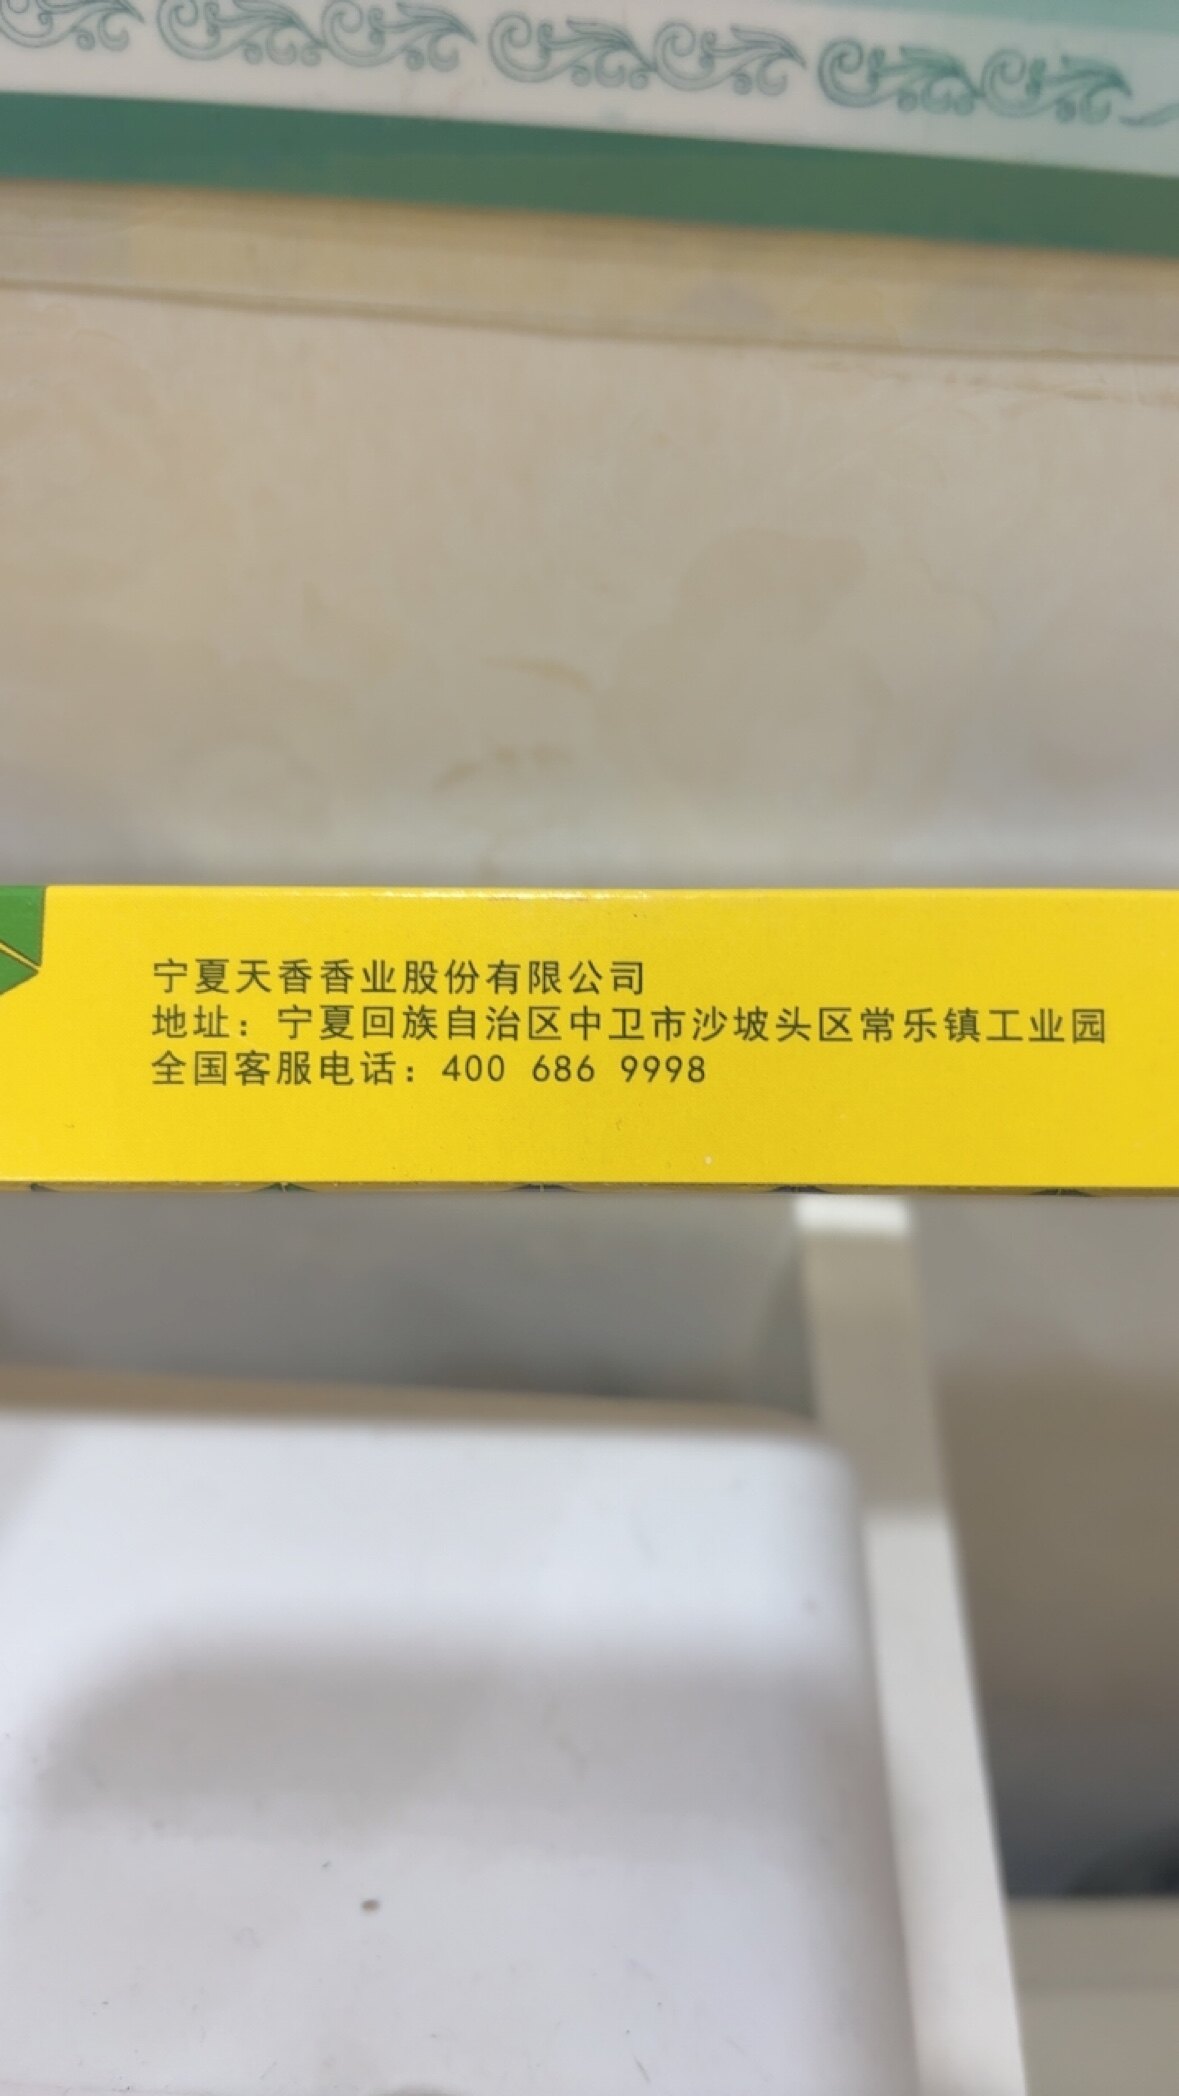 宁夏天香香业股份有限公司
地址：宁夏回族自治区中卫市沙坡头区常乐镇工业园
全国客服电话：400 686 9998